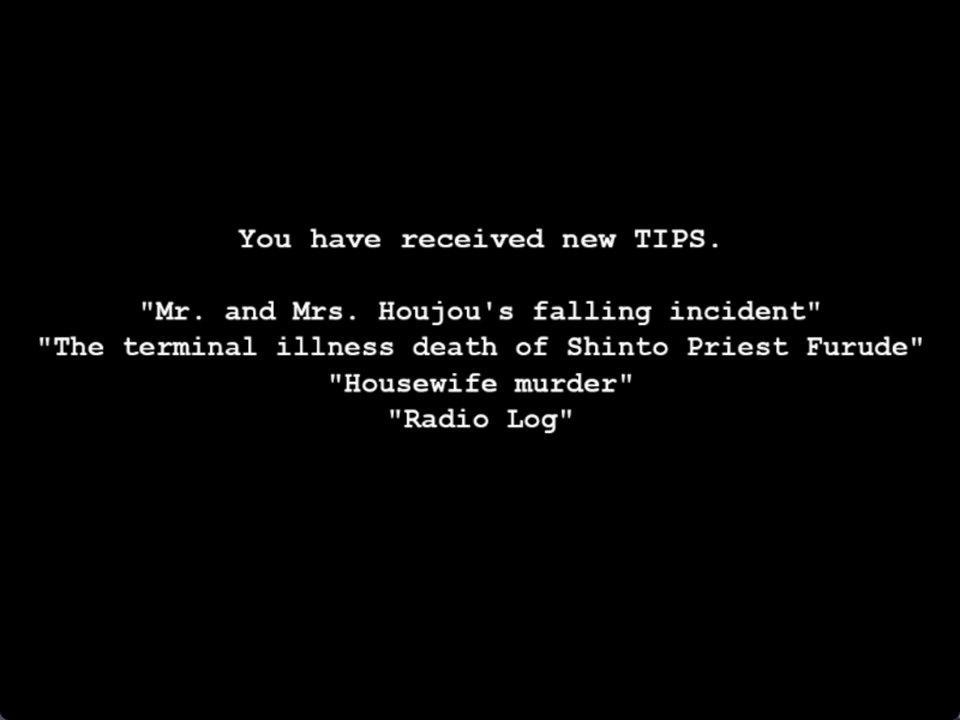 You have received new TIPS.
"Mr. and Mrs. Houjou's falling incident"
"The terminal illness death of Shinto Priest Furude"
"Housewife murder"
"Radio Log"